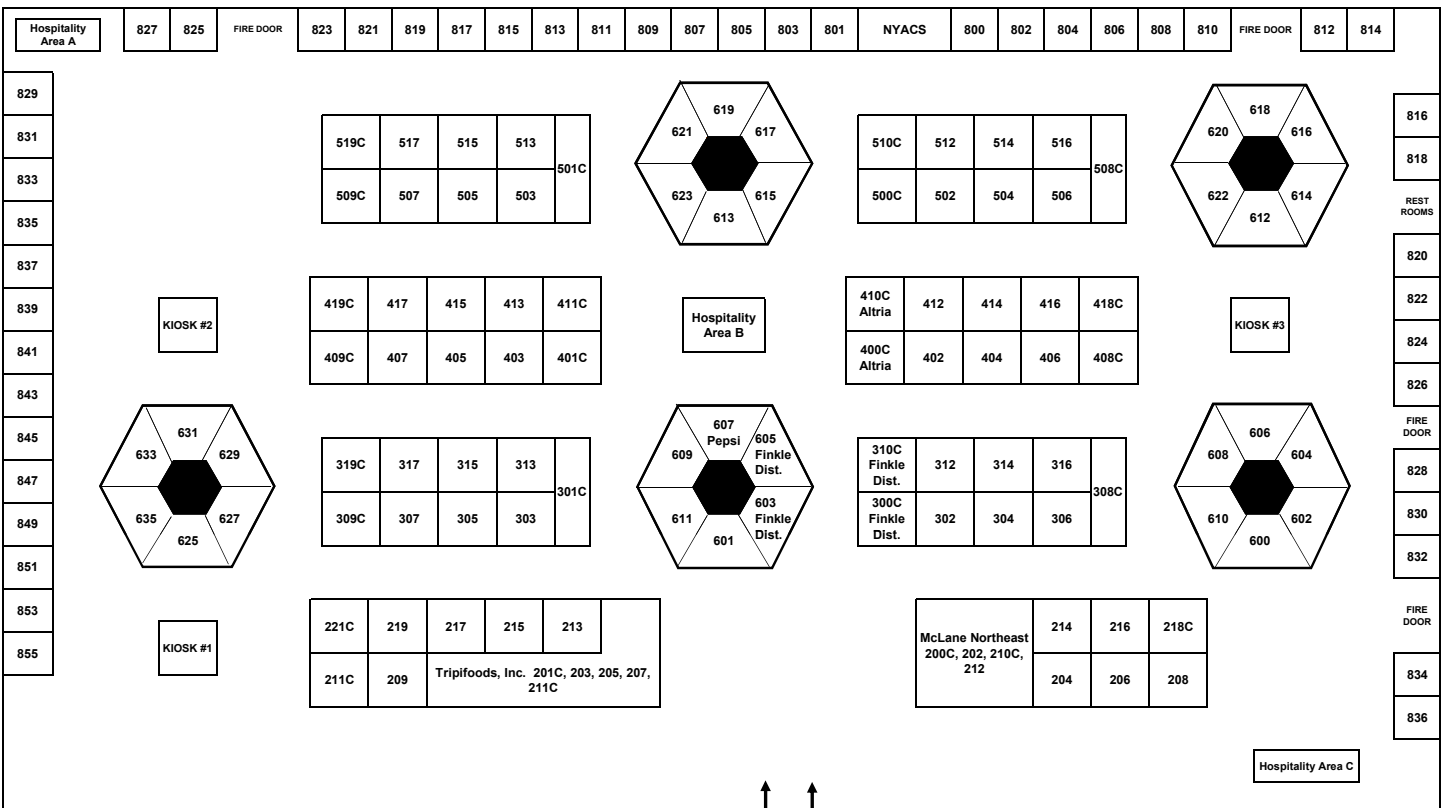 Hospitality
Area A
827 825 FIRE DOOR 823 821 819 817 815 813 811 809 807 805 803 801 NYACS 800 802 804 806 808 810 FIRE DOOR 812 814
829
831
833
835
837
839
841
843
845
847
849
851
853
855
519C 517 515 513
501C
509C 507 505 503
619
621 617
623 615
613
510C 512 514 516
508C
500C 502 504 506
618
620 616
622 614
612
816
818
REST
ROOMS
820
822
824
826
FIRE
DOOR
828
830
832
FIRE
DOOR
834
836
KIOSK #2
419C 417 415 413 411C
409C 407 405 403 401C
Hospitality
Area B
410C
Altria
412 414 416 418C
400C
Altria
402 404 406 408C
KIOSK #3
631
633 629
635 627
625
319C 317 315 313
301C
309C 307 305 303
607
Pepsi
609
605
Finkle
Dist.
611
603
Finkle
Dist.
601
310C
Finkle
Dist.
312 314 316
308C
300C
Finkle
Dist.
302 304 306
606
608 604
610 602
600
KIOSK #1
221C 219 217 215 213
211C 209
Tripifoods, Inc. 201C, 203, 205, 207,
211C
McLane Northeast
200C, 202, 210C,
212
214 216 218C
204 206 208
Hospitality Area C